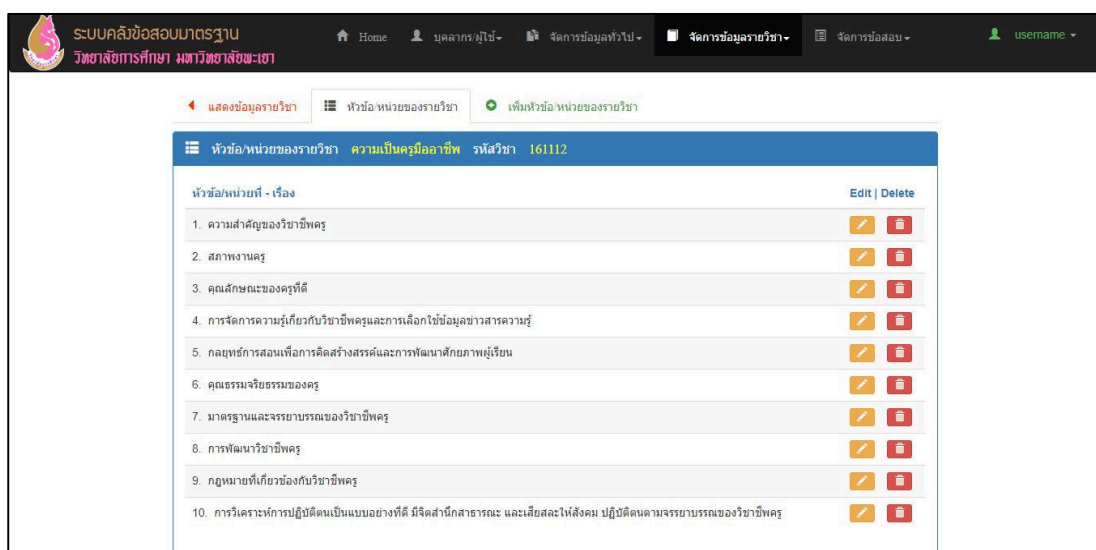 ระบบคลังข้อสอบมาตรฐาน
วิทยาลัยการศึกษา มหาวิทยาลัยพะเยา
Home บุคลากร/ผู้ใช้ จัดการข้อมูลทั่วไป จัดการข้อมูลรายวิชา จัดการข้อสอบ username
แสดงข้อมูลรายวิชา หัวข้อ/หน่วยของรายวิชา เพิ่มหัวข้อ/หน่วยของรายวิชา
หัวข้อ/หน่วยของรายวิชา ความเป็นครูมืออาชีพ รหัสวิชา 161112
หัวข้อ/หน่วยที่ - เรื่อง Edit | Delete
1. ความสำคัญของวิชาชีพครู
2. สภาพงานครู
3. คุณลักษณะของครูที่ดี
4. การจัดการความรู้เกี่ยวกับวิชาชีพครูและการเลือกใช้ข้อมูลข่าวสารความรู้
5. กลยุทธ์การสอนเพื่อการคิดสร้างสรรค์และการพัฒนาศักยภาพผู้เรียน
6. คุณธรรมจริยธรรมของครู
7. มาตรฐานและจรรยาบรรณของวิชาชีพครู
8. การพัฒนาวิชาชีพครู
9. กฎหมายที่เกี่ยวข้องกับวิชาชีพครู
10. การวิเคราะห์การปฏิบัติตนเป็นแบบอย่างที่ดี มีจิตสำนึกสาธารณะ และเสียสละให้สังคม ปฏิบัติตนตามจรรยาบรรณของวิชาชีพครู